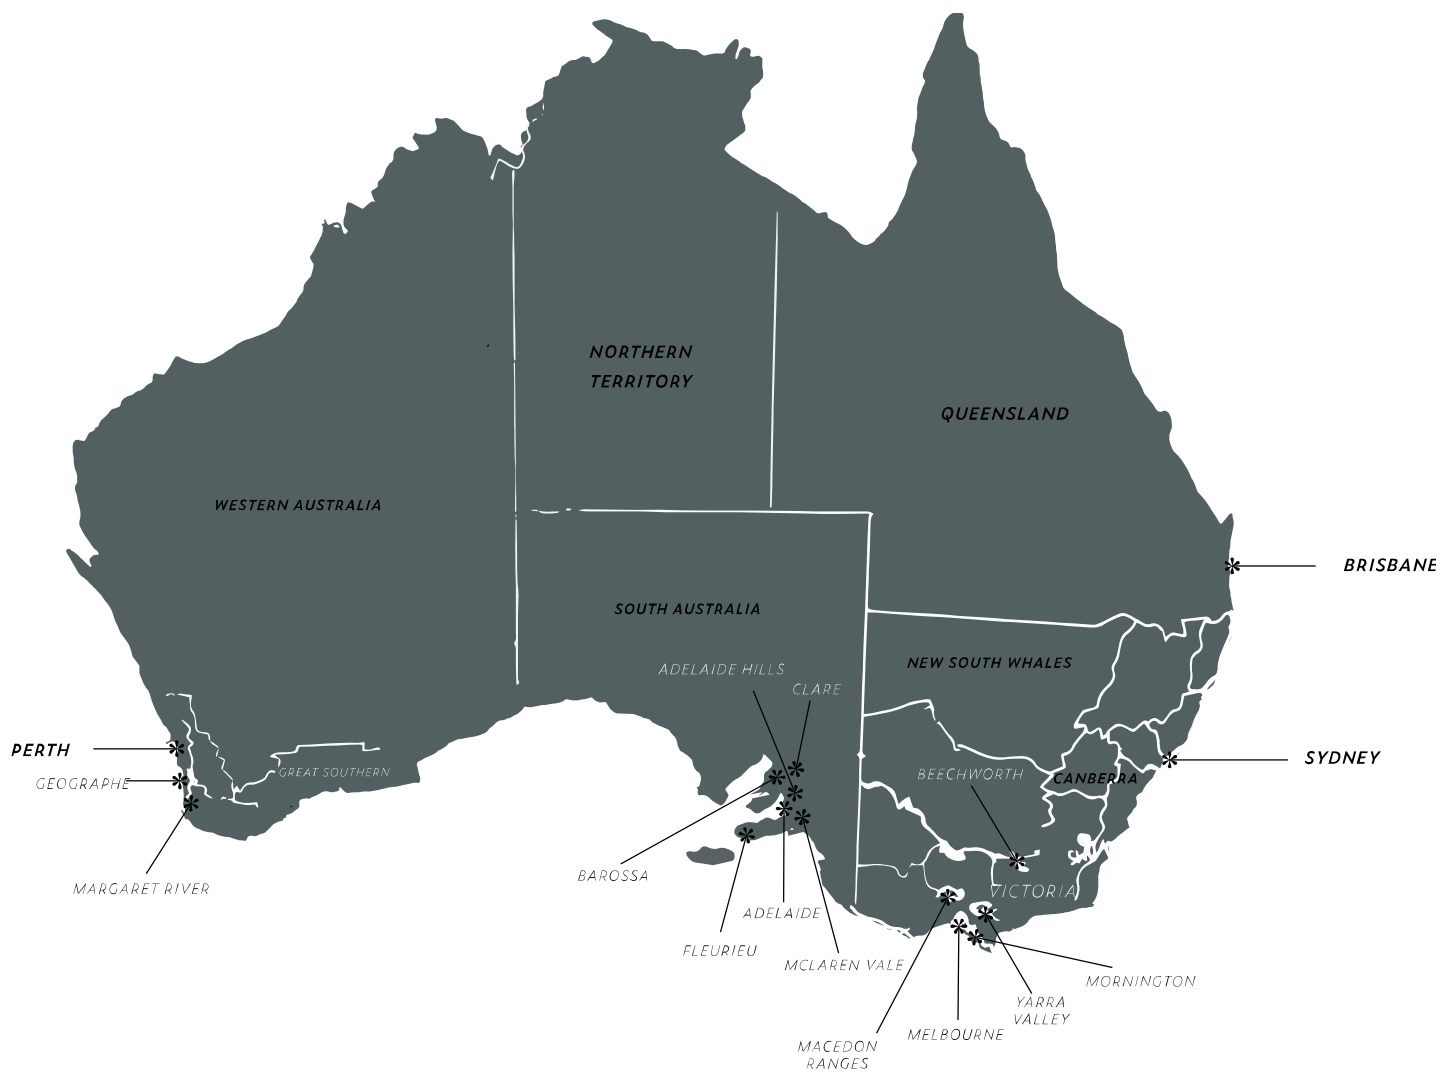 NORTHERN
TERRITORY
QUEENSLAND
WESTERN AUSTRALIA
BRISBANE
SOUTH AUSTRALIA
NEW SOUTH WHALES
ADELAIDE HILLS
CLARE
PERTH
SYDNEY
GREAT SOUTHERN
BEECHWORTH
CANBERRA
GEOGRAPHE
BAROSSA
MARGARET RIVER
VICTORIA
ADELAIDE
FLEURIEU
MCLAREN VALE
MORNINGTON
YARRA
VALLEY
MELBOURNE
MACEDON
RANGES